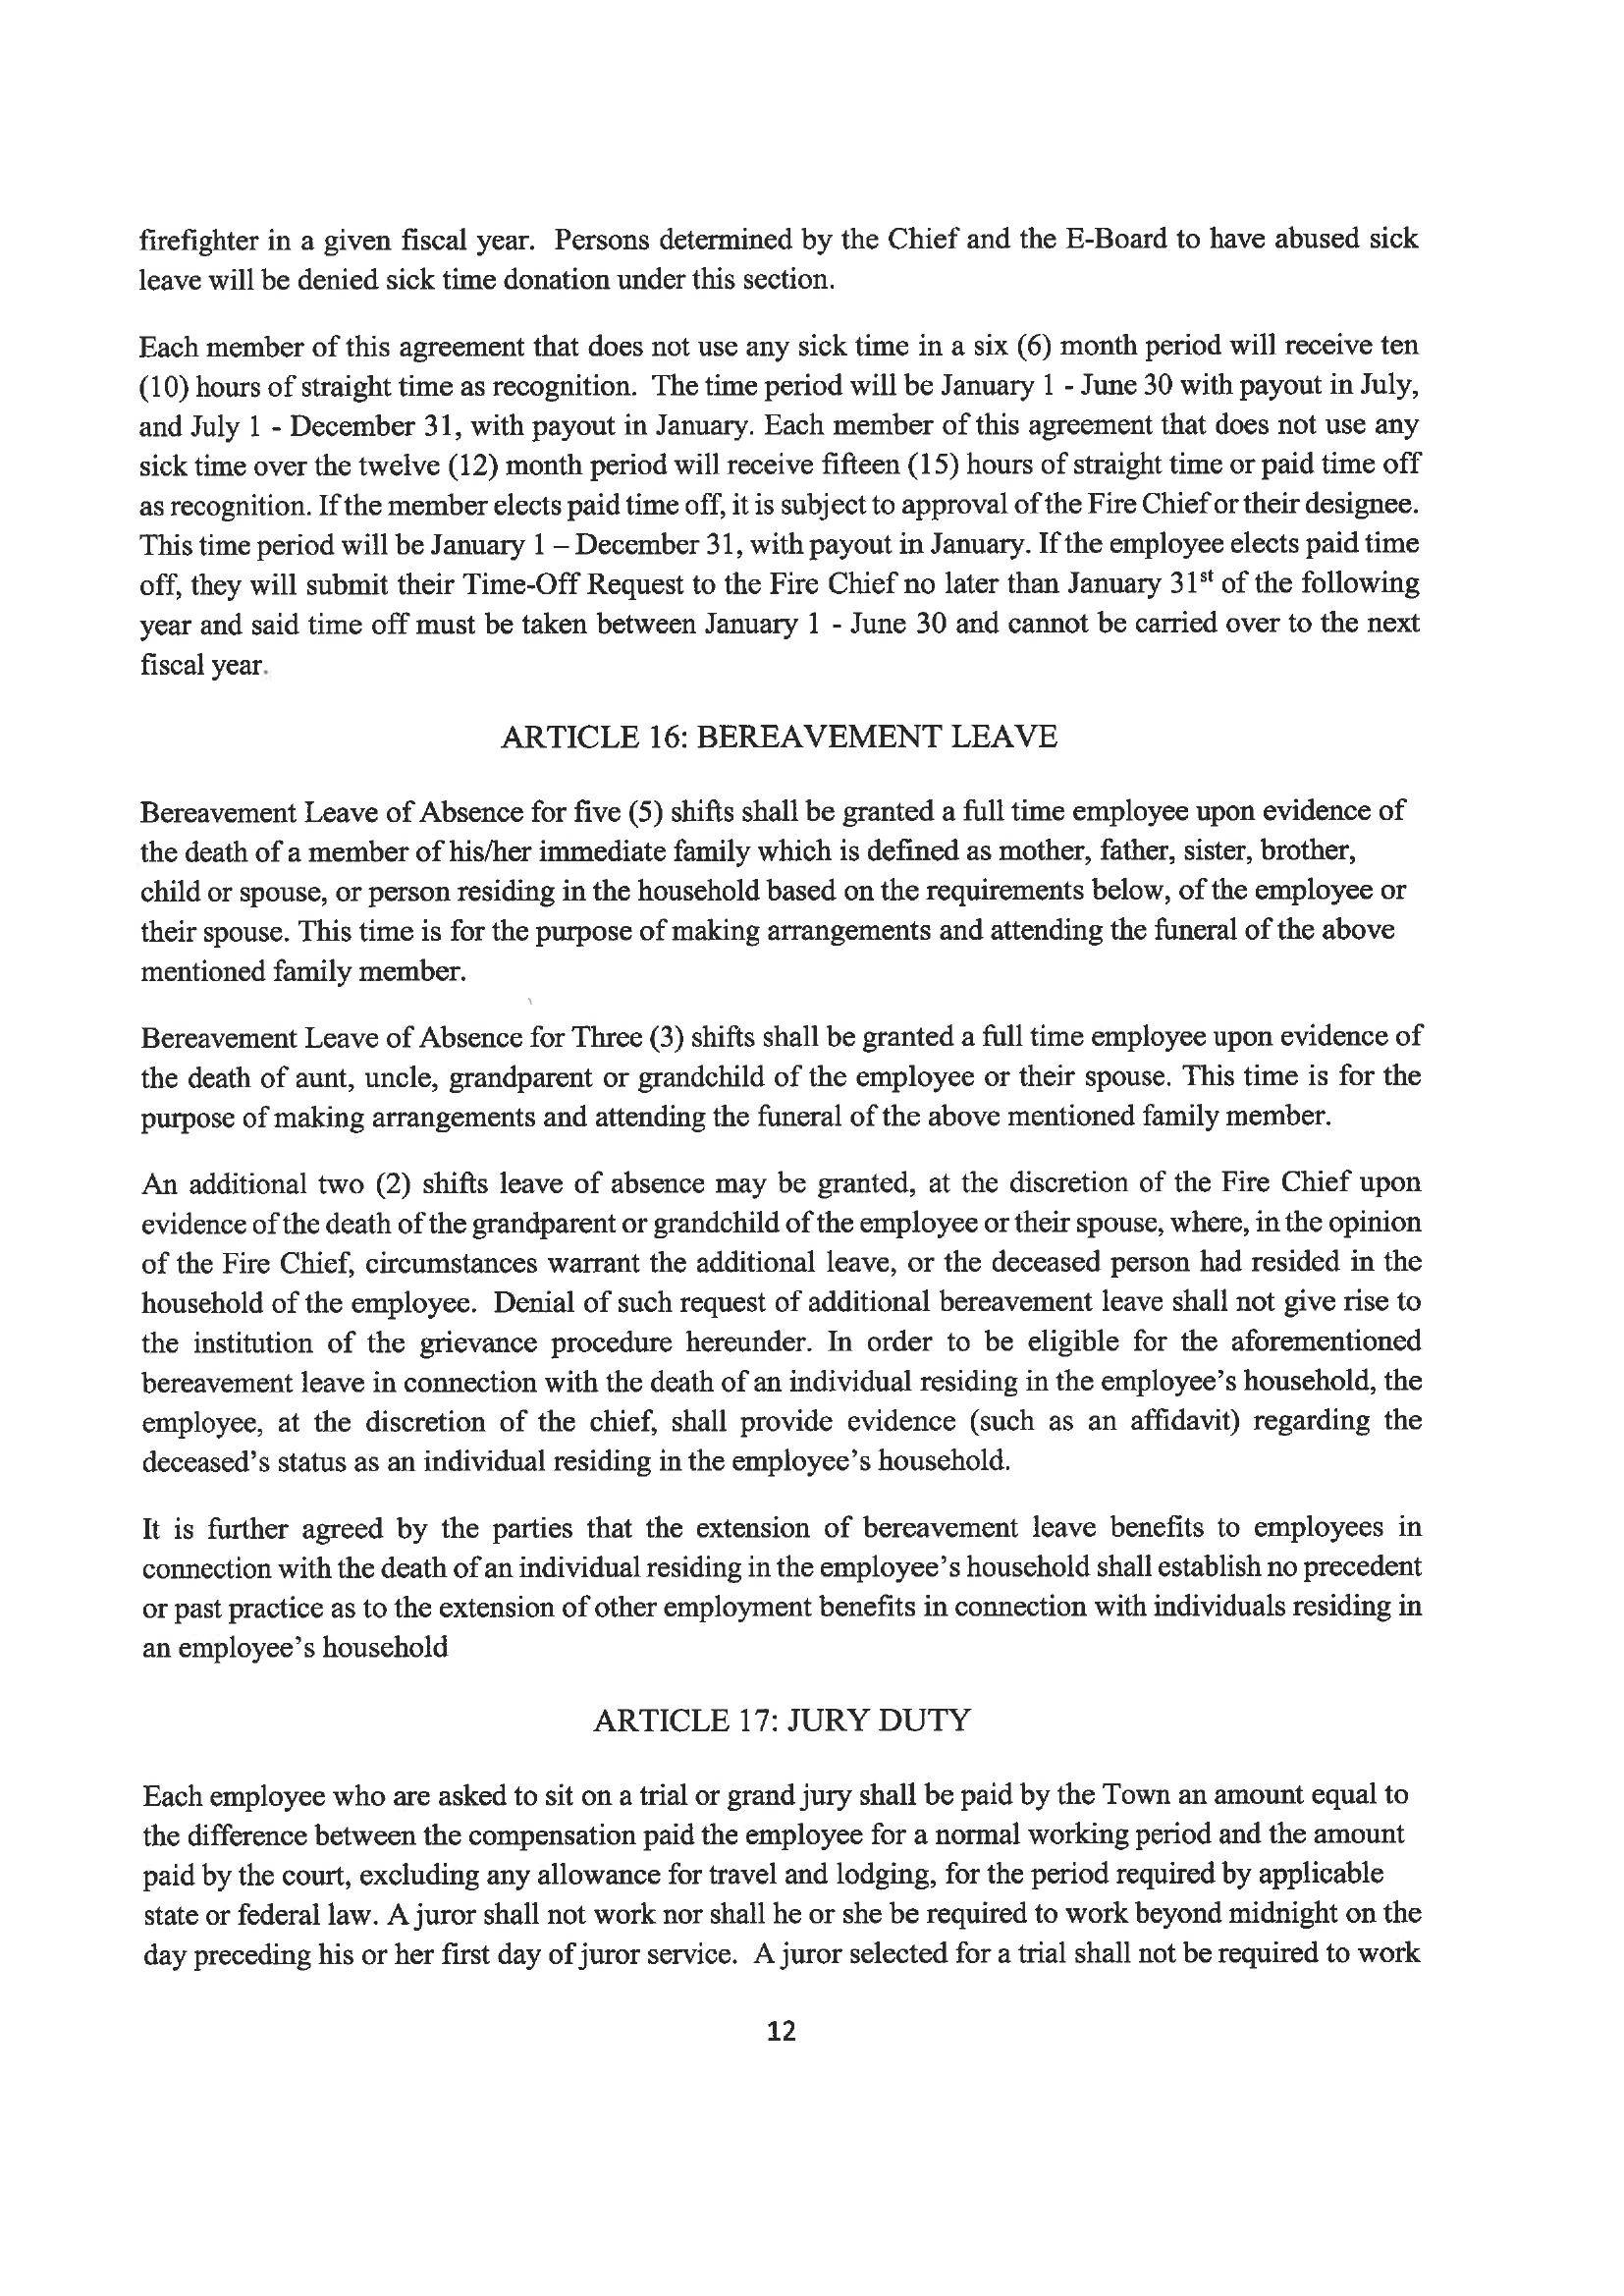 firefighter in a given fiscal year. Persons determined by the Chief and the E-Board to have abused sick
leave will be denied sick time donation under this section.
Each member of this agreement that does not use any sick time in a six (6) month period will receive ten
(10) hours of straight time as recognition. The time period will be January 1 - June 30 with payout in July,
and July 1 - December 31, with payout in January. Each member of this agreement that does not use any
sick time over the twelve (12) month period will receive fifteen (15) hours of straight time or paid time off
as recognition. If the member elects paid time off, it is subject to approval of the Fire Chief or their designee.
This time period will be January 1 – December 31, with payout in January. If the employee elects paid time
off, they will submit their Time-Off Request to the Fire Chief no later than January 31st of the following
year and said time off must be taken between January 1 - June 30 and cannot be carried over to the next
fiscal year.
ARTICLE 16: BEREAVEMENT LEAVE
Bereavement Leave of Absence for five (5) shifts shall be granted a full time employee upon evidence of
the death of a member of his/her immediate family which is defined as mother, father, sister, brother,
child or spouse, or person residing in the household based on the requirements below, of the employee or
their spouse. This time is for the purpose of making arrangements and attending the funeral of the above
mentioned family member.
Bereavement Leave of Absence for Three (3) shifts shall be granted a full time employee upon evidence of
the death of aunt, uncle, grandparent or grandchild of the employee or their spouse. This time is for the
purpose of making arrangements and attending the funeral of the above mentioned family member.
An additional two (2) shifts leave of absence may be granted, at the discretion of the Fire Chief upon
evidence of the death of the grandparent or grandchild of the employee or their spouse, where, in the opinion
of the Fire Chief, circumstances warrant the additional leave, or the deceased person had resided in the
household of the employee. Denial of such request of additional bereavement leave shall not give rise to
the institution of the grievance procedure hereunder. In order to be eligible for the aforementioned
bereavement leave in connection with the death of an individual residing in the employee's household, the
employee, at the discretion of the chief, shall provide evidence (such as an affidavit) regarding the
deceased's status as an individual residing in the employee's household.
It is further agreed by the parties that the extension of bereavement leave benefits to employees in
connection with the death of an individual residing in the employee's household shall establish no precedent
or past practice as to the extension of other employment benefits in connection with individuals residing in
an employee's household
ARTICLE 17: JURY DUTY
Each employee who are asked to sit on a trial or grand jury shall be paid by the Town an amount equal to
the difference between the compensation paid the employee for a normal working period and the amount
paid by the court, excluding any allowance for travel and lodging, for the period required by applicable
state or federal law. A juror shall not work nor shall he or she be required to work beyond midnight on the
day preceding his or her first day of juror service. A juror selected for a trial shall not be required to work
12